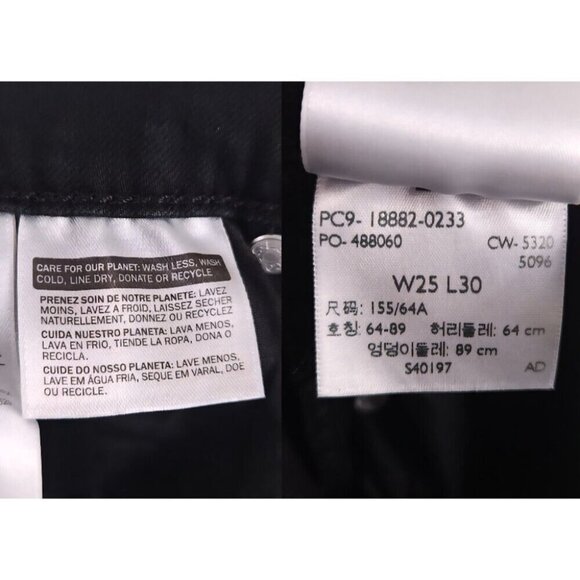 CARE FOR OUR PLANET: WASH LESS, WASH
COLD, LINE DRY, DONATE OR RECYCLE.
PRENEZ SOIN DE NOTRE PLANETE: LAVEZ
MOINS, LAVEZ A FROID, LAISSEZ SÉCHER
NATURELLEMENT, DONNEZ OU RECYCLEZ.
CUIDA NUESTRO PLANETA: LAVA MENOS,
LAVA EN FRIO, TIENDE LA ROPA, DONA O
RECICLA.
CUIDE DO NOSSO PLANETA: LAVE MENOS,
LAVE EM ÁGUA FRIA, SEQUE EM VARAL, DOE
OU RECICLE.
PC9- 18882-0233
PO- 488060 CW- 5320
5096
W25 L30
尺码: 155/64A
호칭: 64-89 허리둘레: 64 cm
엉덩이둘레: 89 cm
S40197 AD